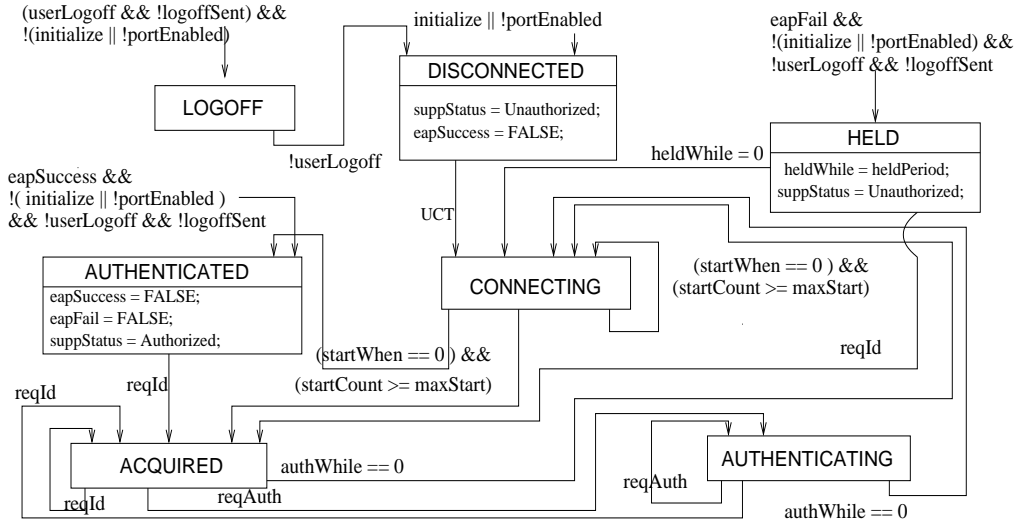 (userLogoff && !logoffSent) &&
!(initialize || !portEnabled)
LOGOFF
!userLogoff
initialize || !portEnabled
DISCONNECTED
suppStatus = Unauthorized;
eapSuccess = FALSE;
UCT
eapFail &&
!(initialize || !portEnabled) &&
!userLogoff && !logoffSent
HELD
heldWhile = heldPeriod;
suppStatus = Unauthorized;
heldWhile = 0
eapSuccess &&
!( initialize || !portEnabled )
&& !userLogoff && !logoffSent
AUTHENTICATED
eapSuccess = FALSE;
eapFail = FALSE;
suppStatus = Authorized;
CONNECTING
(startWhen == 0 ) &&
(startCount >= maxStart)
(startWhen == 0 ) &&
(startCount >= maxStart)
reqId
reqId
reqId
ACQUIRED
authWhile == 0
reqId
reqAuth
AUTHENTICATING
reqAuth
authWhile == 0